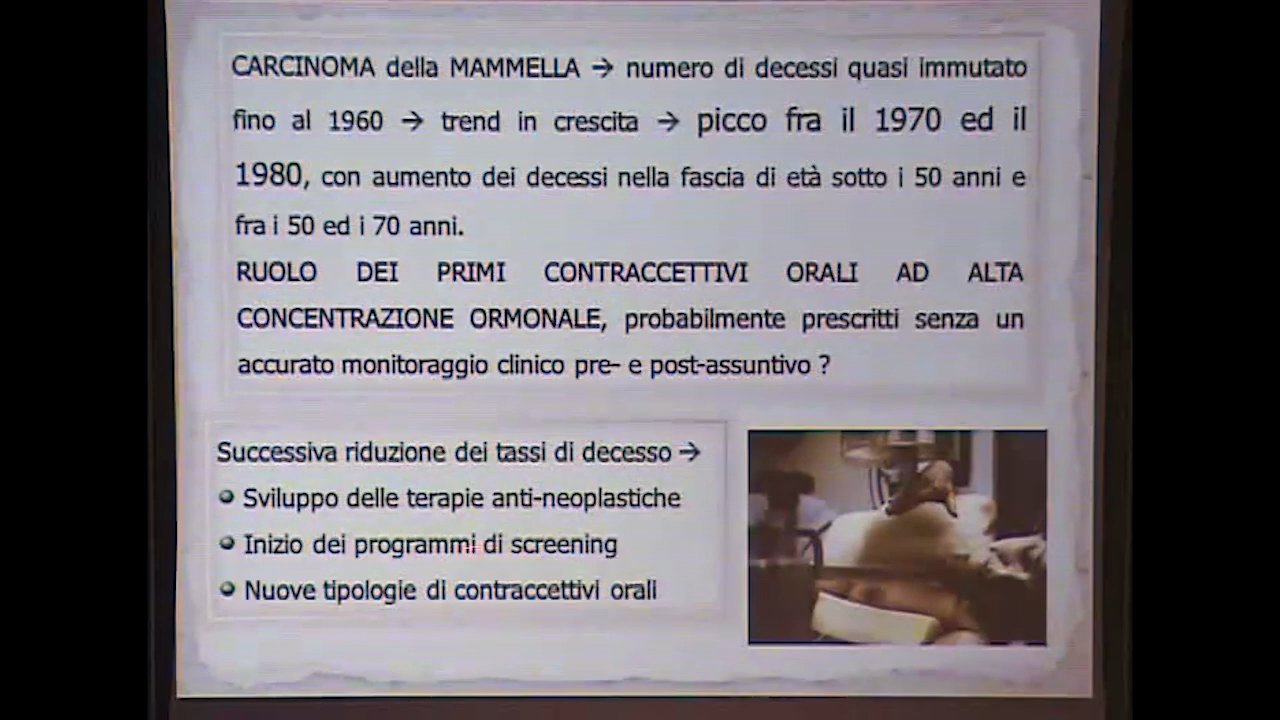 CARCINOMA della MAMMELLA → numero di decessi quasi immutato
fino al 1960 → trend in crescita → picco fra il 1970 ed il
1980, con aumento dei decessi nella fascia di età sotto i 50 anni e
fra i 50 ed i 70 anni.
RUOLO DEI PRIMI CONTRACCETTIVI ORALI AD ALTA
CONCENTRAZIONE ORMONALE, probabilmente prescritti senza un
accurato monitoraggio clinico pre- e post-assuntivo ?
Successiva riduzione dei tassi di decesso →
Sviluppo delle terapie anti-neoplastiche
Inizio dei programmi di screening
Nuove tipologie di contraccettivi orali